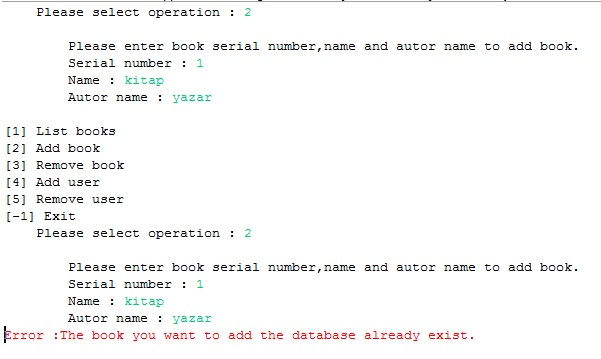 Please select operation : 2
Please enter book serial number,name and autor name to add book.
Serial number : 1
Name : kitap
Autor name : yazar
[1] List books
[2] Add book
[3] Remove book
[4] Add user
[5] Remove user
[-1] Exit
Please select operation : 2
Please enter book serial number,name and autor name to add book.
Serial number : 1
Name : kitap
Autor name : yazar
Error :The book you want to add the database already exist.